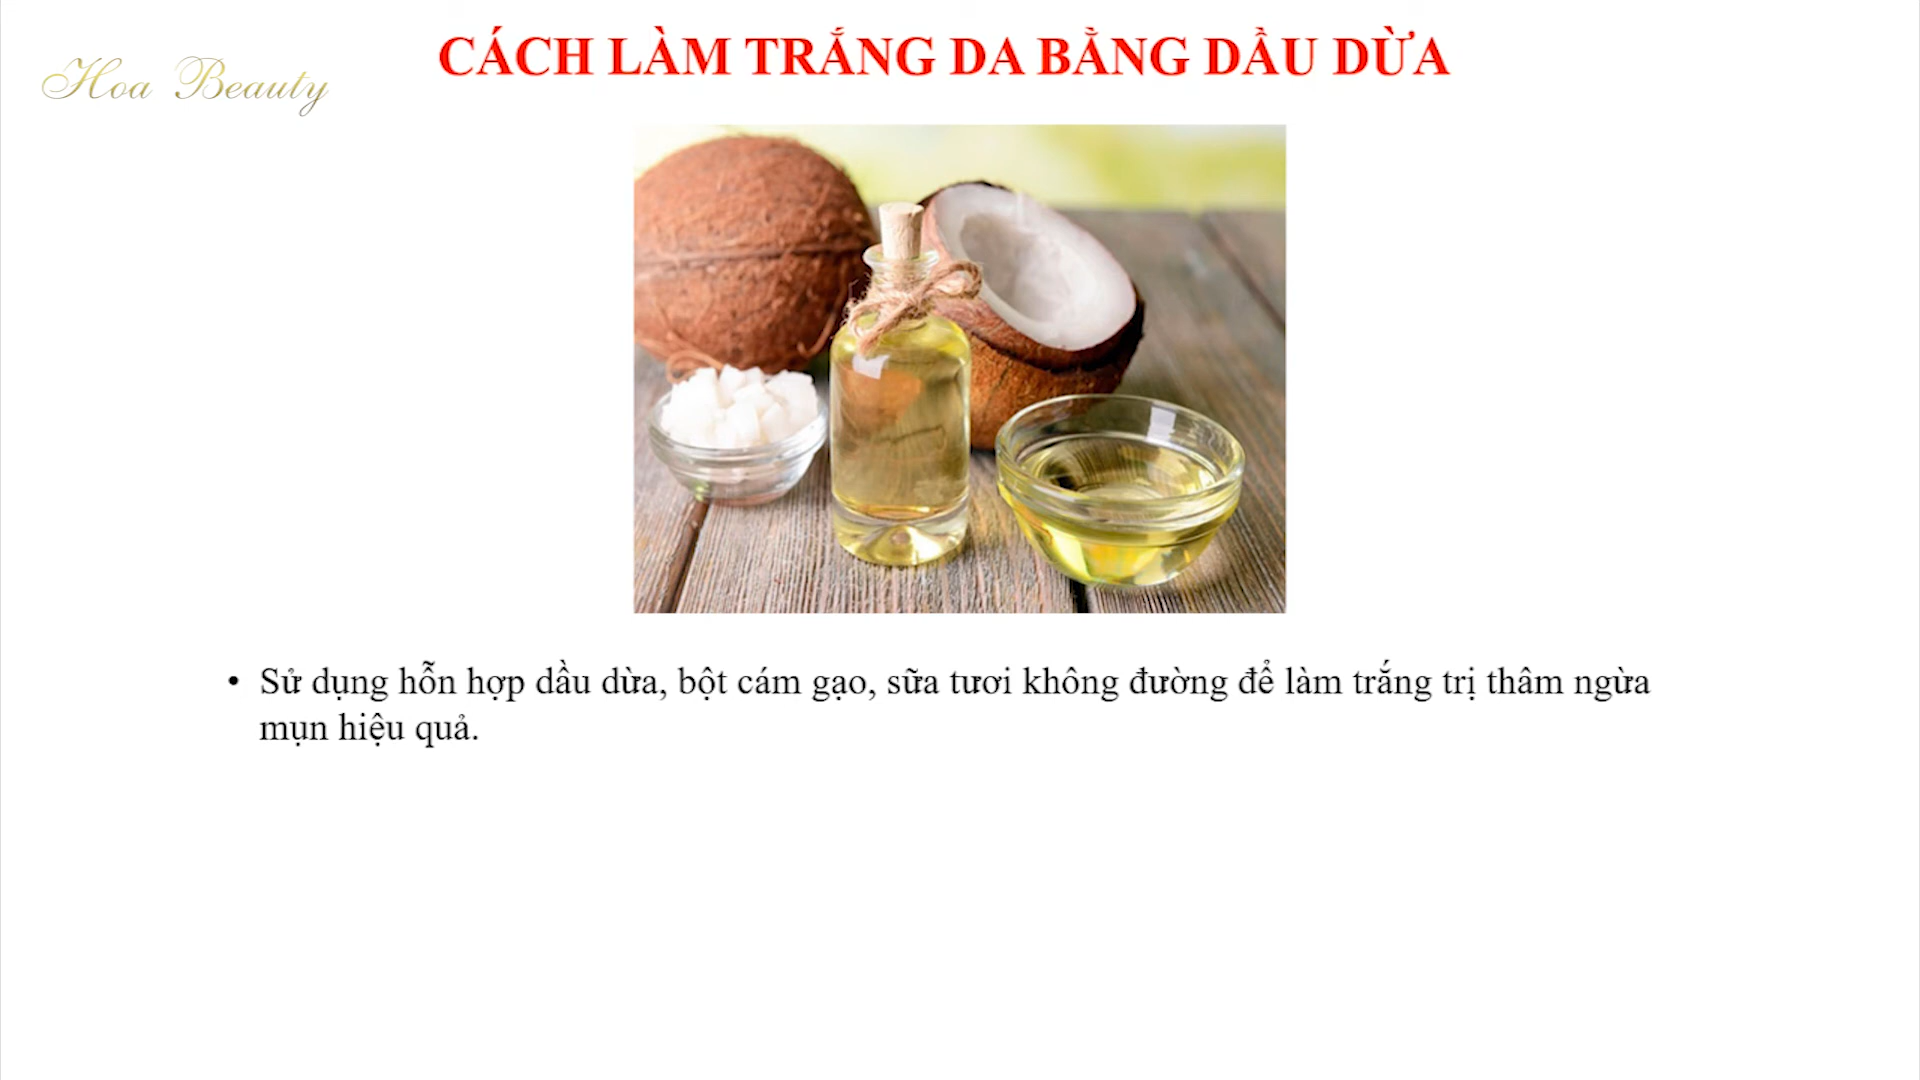 Hoa Beauty
CÁCH LÀM TRẮNG DA BẰNG DẦU DỪA
• Sử dụng hỗn hợp dầu dừa, bột cám gạo, sữa tươi không đường để làm trắng trị thâm ngừa
mụn hiệu quả.